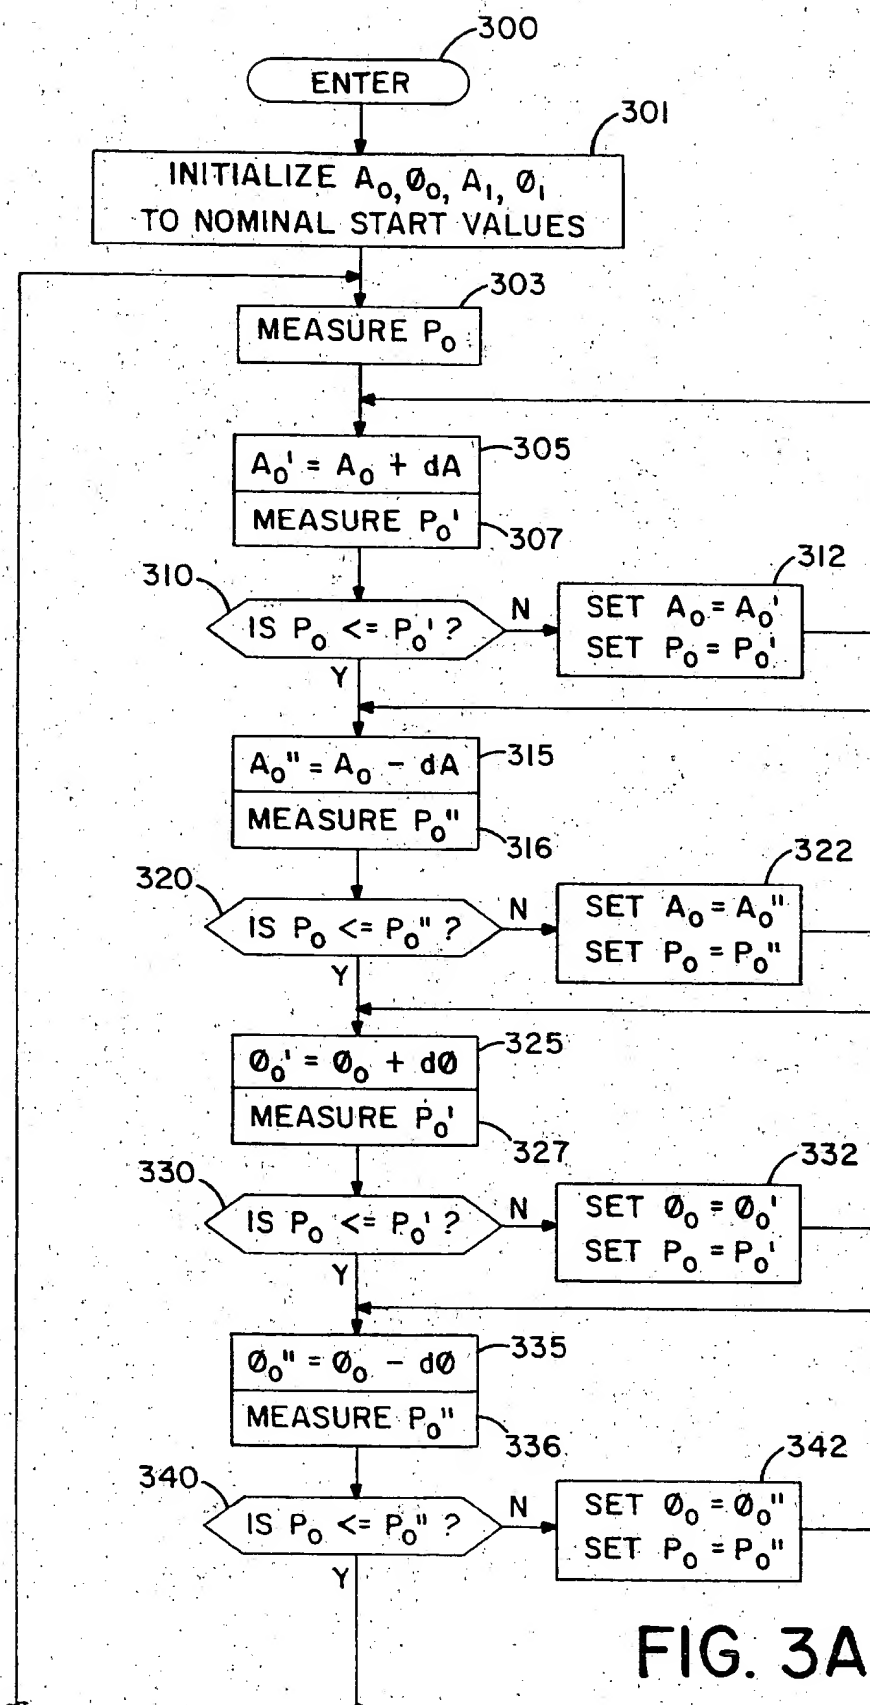 300
ENTER
301
INITIALIZE A₀, Ø₀, A₁, Ø₁
TO NOMINAL START VALUES
303
MEASURE P₀
305
A₀' = A₀ + dA
MEASURE P₀'
307
310
IS P₀ <= P₀' ?
N
312
SET A₀ = A₀'
SET P₀ = P₀'
Y
315
A₀" = A₀ - dA
MEASURE P₀"
316
320
IS P₀ <= P₀" ?
N
322
SET A₀ = A₀"
SET P₀ = P₀"
Y
325
Ø₀' = Ø₀ + dØ
MEASURE P₀'
327
330
IS P₀ <= P₀' ?
N
332
SET Ø₀ = Ø₀'
SET P₀ = P₀'
Y
335
Ø₀" = Ø₀ - dØ
MEASURE P₀"
336
340
IS P₀ <= P₀" ?
N
342
SET Ø₀ = Ø₀"
SET P₀ = P₀"
Y
FIG. 3A